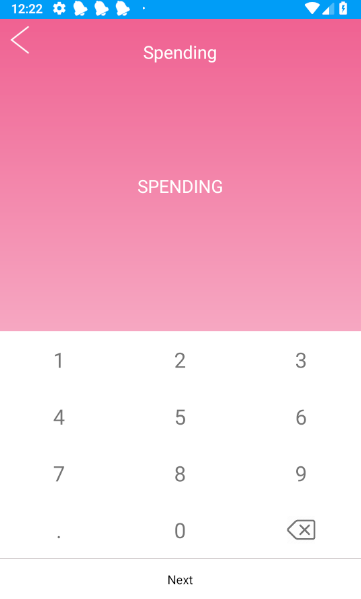 12:22
Spending
SPENDING
1 2 3
4 5 6
7 8 9
. 0
Next